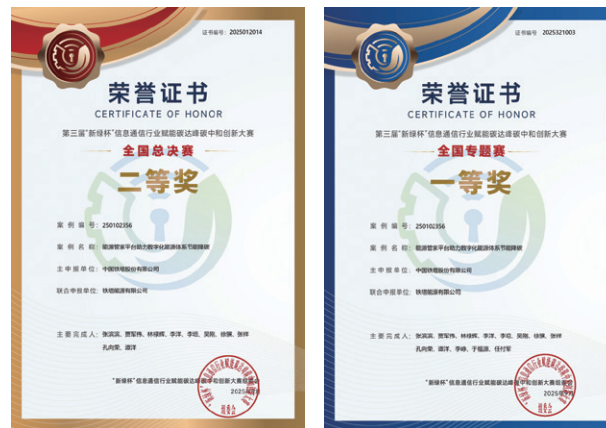 证书编号：2025012014
荣誉证书
CERTIFICATE OF HONOR
第三届“新绿杯”信息通信行业赋能碳达峰碳中和创新大赛
全国总决赛
二等奖
案例编号：250102356
案例名称：能源管家平台助力数字化能源体系节能降碳
主申报单位：中国铁塔股份有限公司
联合申报单位：铁塔能源有限公司
主要完成人：张滨滨、贾军伟、林禄辉、李洋、李垣、吴刚、徐骥、张烨
孔向荣、谭洋
“新绿杯”信息通信行业赋能碳达峰碳中和创新大赛组委会
证书编号 2025321003
荣誉证书
CERTIFICATE OF HONOR
第三届“新绿杯”信息通信行业赋能碳达峰碳中和创新大赛
全国专题赛
一等奖
案例编号：250102356
案例名称：能源管家平台助力数字化能源体系节能降碳
主申报单位：中国铁塔股份有限公司
联合申报单位：铁塔能源有限公司
主要完成人：张滨滨、贾军伟、林禄辉、李洋、李垣、吴刚、徐骥、张烨
孔向荣、谭洋、李峥、于福源、任付军
“新绿杯”信息通信行业赋能碳达峰碳中和创新大赛组委会